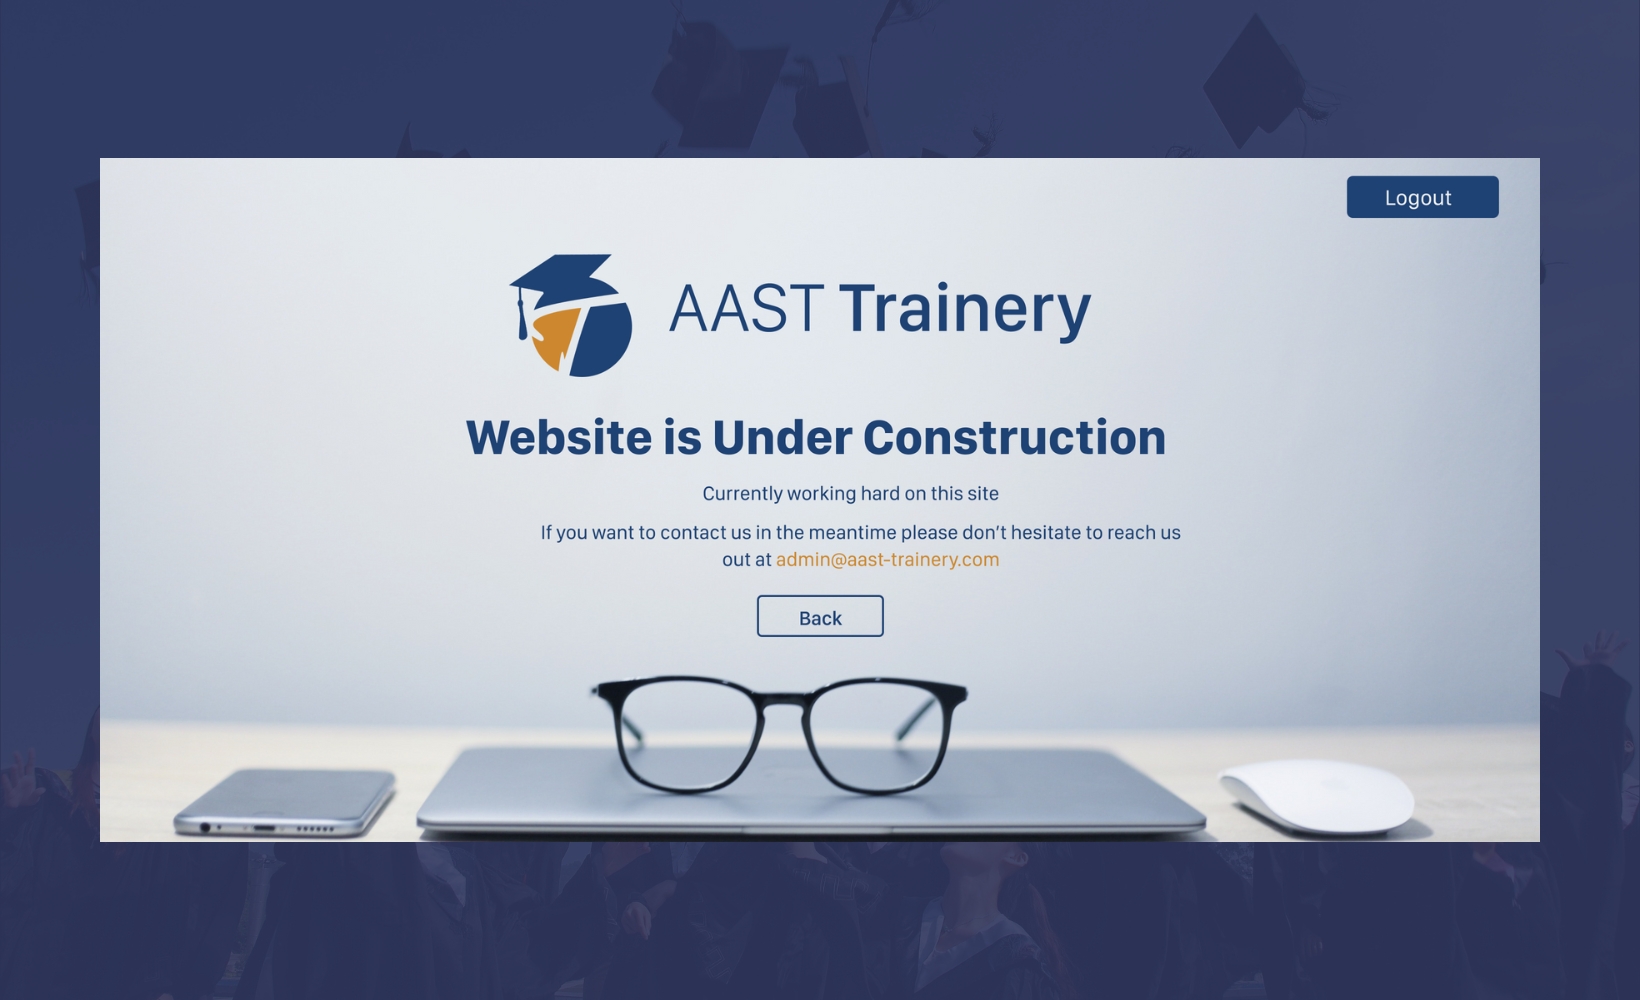 Logout
AAST Trainery
Website is Under Construction
Currently working hard on this site
If you want to contact us in the meantime please don't hesitate to reach us
out at admin@aast-trainery.com
Back